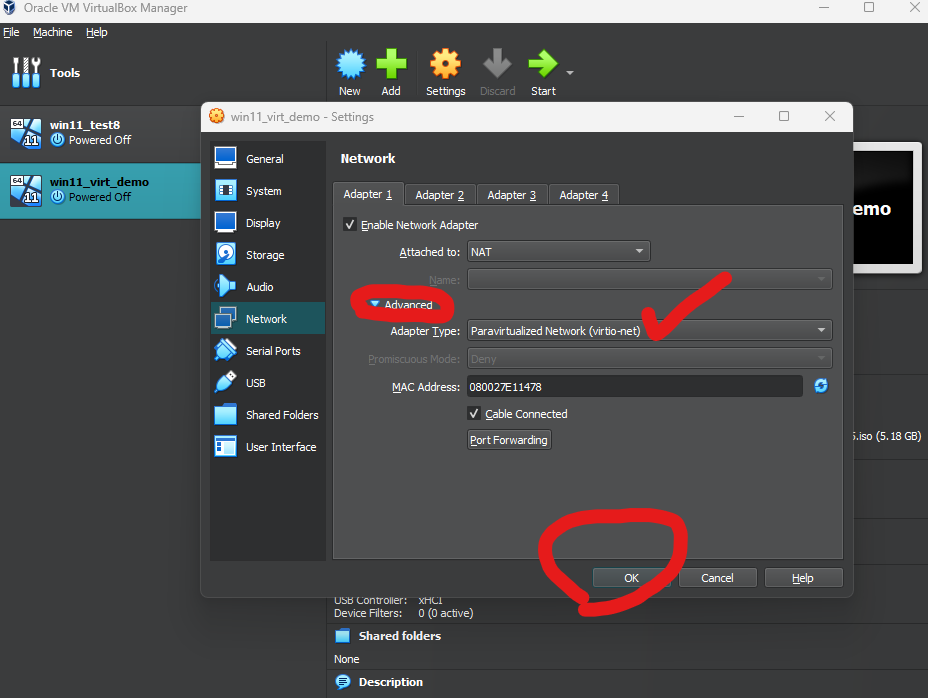 Oracle VM VirtualBox Manager
File Machine Help
Tools
New Add Settings Discard Start
64 11 win11_test8
Powered Off
64 11 win11_virt_demo
Powered Off
emo
win11_virt_demo - Settings
General
System
Display
Storage
Audio
Network
Serial Ports
USB
Shared Folders
User Interface
Network
Adapter 1 Adapter 2 Adapter 3 Adapter 4
Enable Network Adapter
Attached to: NAT
Name:
Advanced
Adapter Type: Paravirtualized Network (virtio-net)
Promiscuous Mode: Deny
MAC Address: 080027E11478
Cable Connected
Port Forwarding
OK Cancel Help
.iso (5.18 GB)
USB Controller: xHCI
Device Filters: 0 (0 active)
Shared folders
None
Description